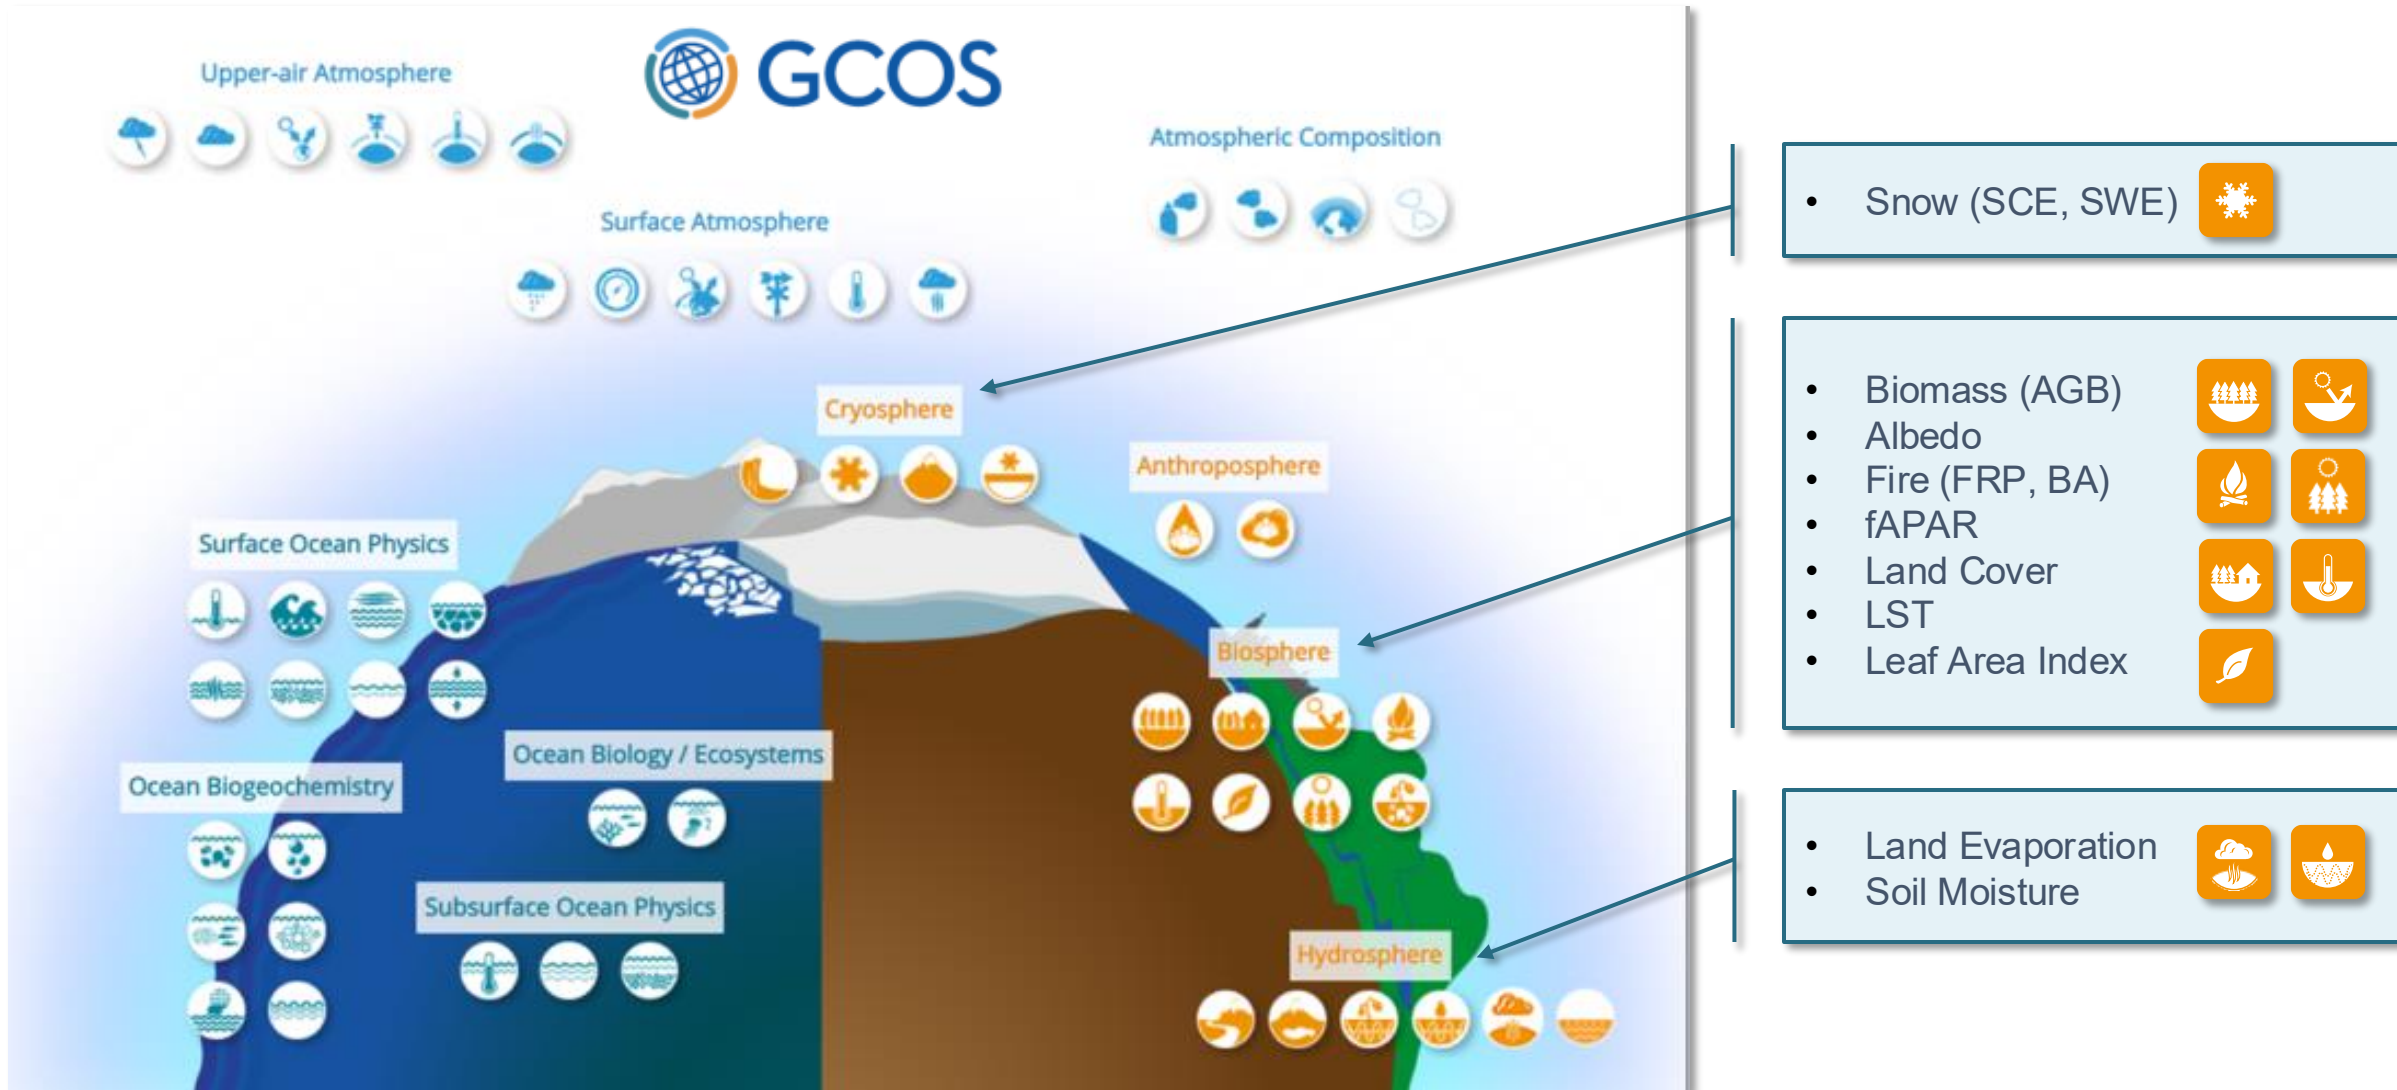 GCOS
Upper-air Atmosphere
Atmospheric Composition
Surface Atmosphere
Cryosphere
Anthroposphere
Surface Ocean Physics
Biosphere
Ocean Biology / Ecosystems
Ocean Biogeochemistry
Subsurface Ocean Physics
Hydrosphere
• Snow (SCE, SWE)
• Biomass (AGB)
• Albedo
• Fire (FRP, BA)
• fAPAR
• Land Cover
• LST
• Leaf Area Index
• Land Evaporation
• Soil Moisture